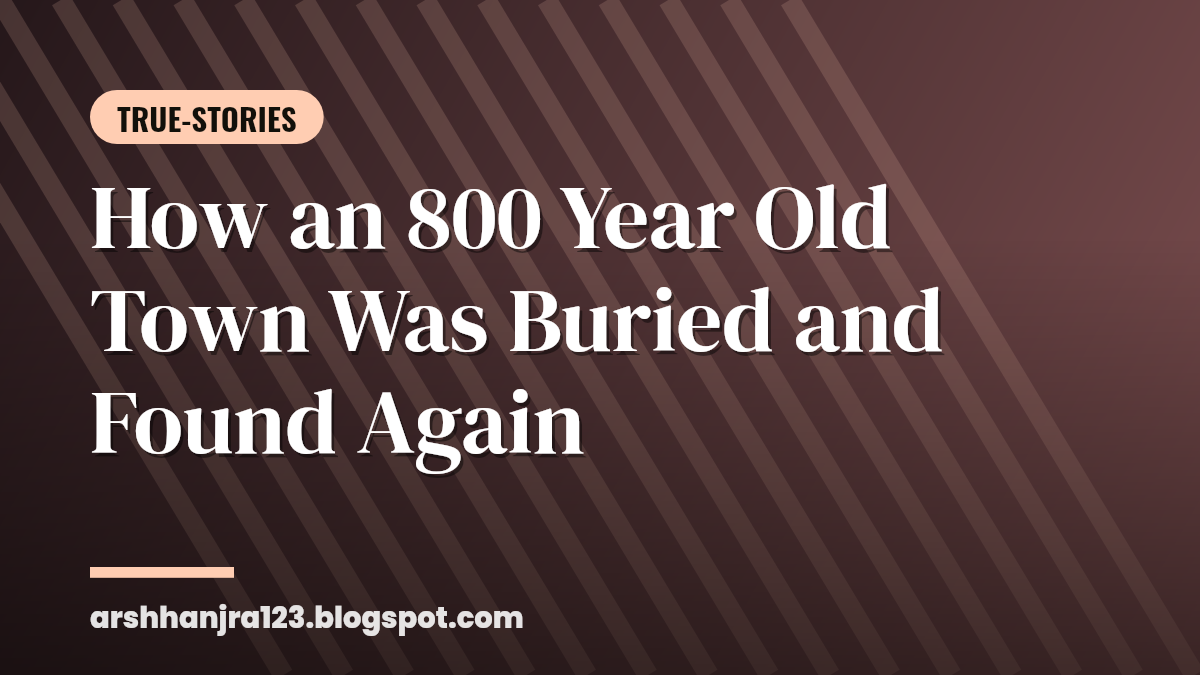 TRUE-STORIES
How an 800 Year Old
Town Was Buried and
Found Again
arshhanjra123.blogspot.com